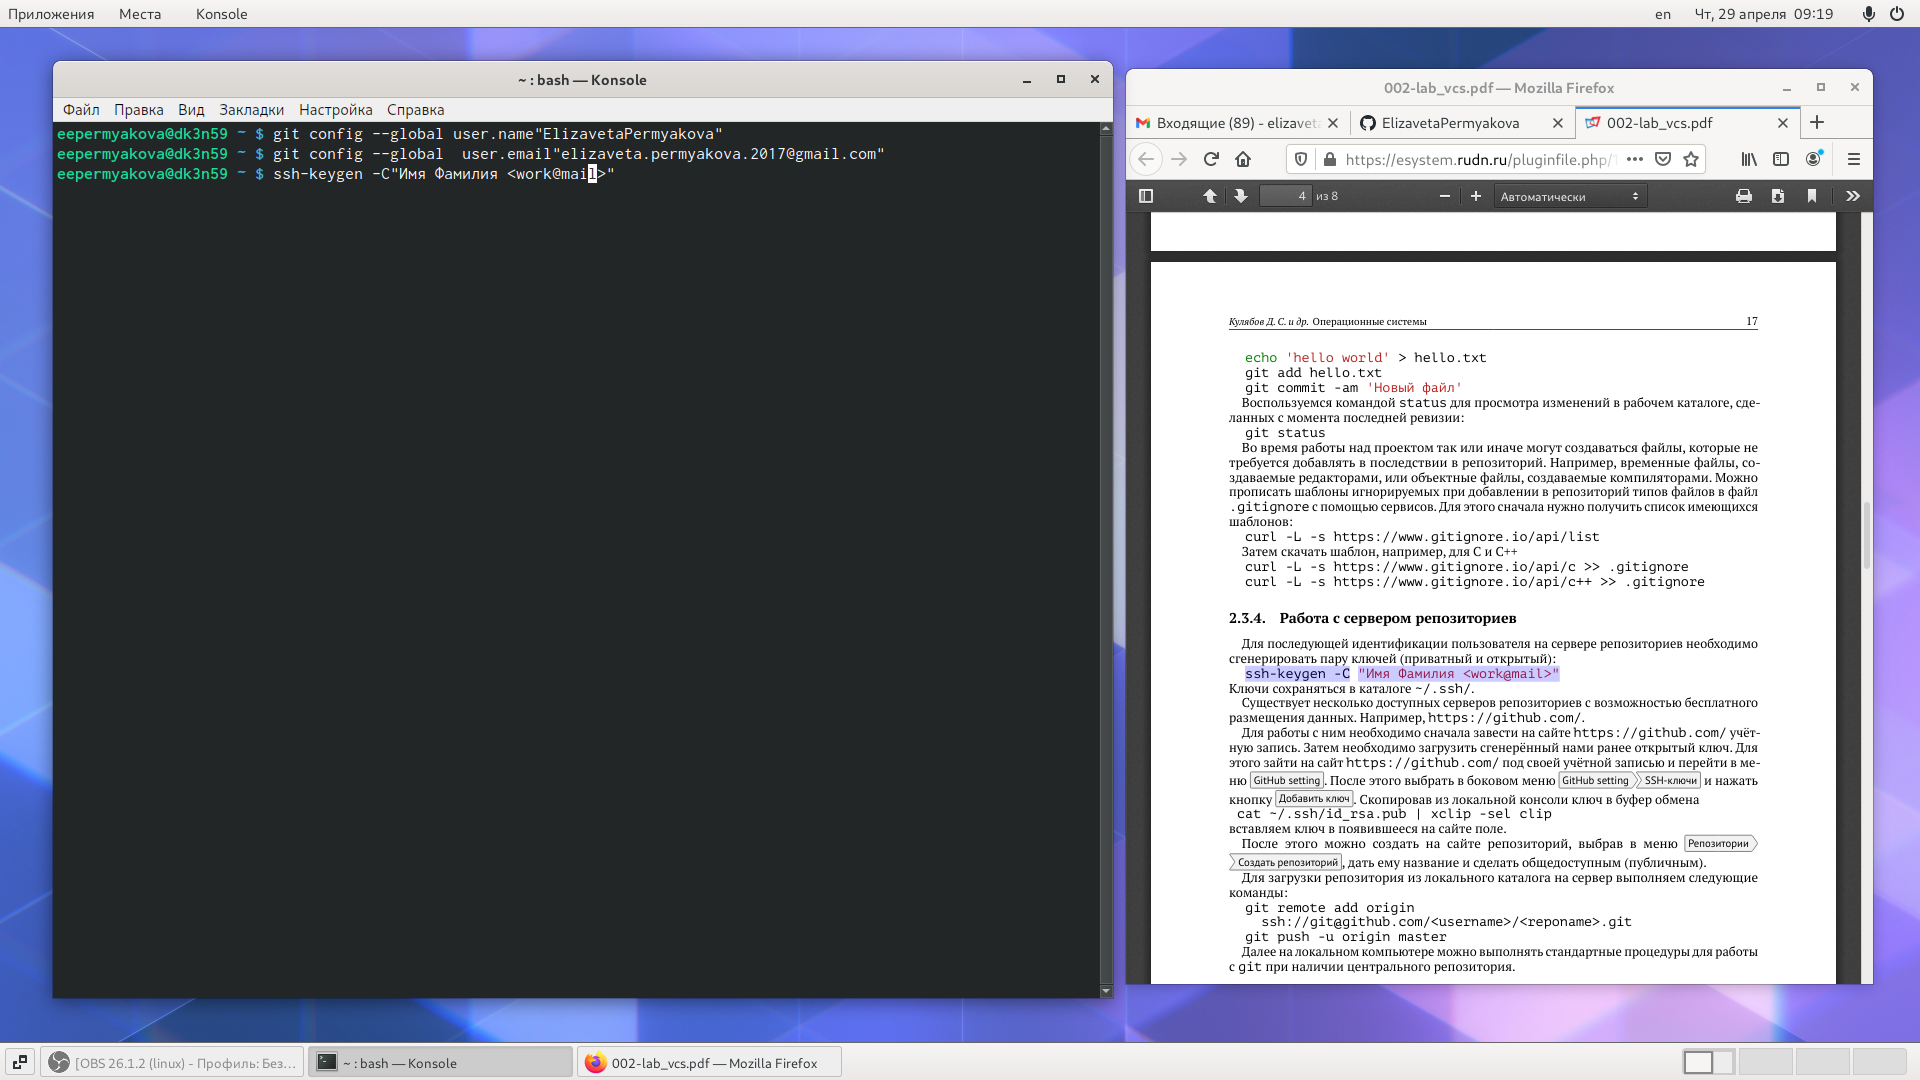 Приложения Места Konsole en Чт, 29 апреля 09:19
~ : bash — Konsole
Файл Правка Вид Закладки Настройка Справка
eepermyakova@dk3n59 ~ $ git config --global user.name"ElizavetaPermyakova"
eepermyakova@dk3n59 ~ $ git config --global  user.email"elizaveta.permyakova.2017@gmail.com"
eepermyakova@dk3n59 ~ $ ssh-keygen -C"Имя Фамилия <work@mail>"
002-lab_vcs.pdf — Mozilla Firefox
Входящие (89) - elizavet ElizavetaPermyakova 002-lab_vcs.pdf
https://esystem.rudn.ru/pluginfile.php/1
4 из 8 Автоматически
Кулябов Д. С. и др. Операционные системы 17
echo 'hello world' > hello.txt
git add hello.txt
git commit -am 'Новый файл'
Воспользуемся командой status для просмотра изменений в рабочем каталоге, сде-
ланных с момента последней ревизии:
git status
Во время работы над проектом так или иначе могут создаваться файлы, которые не
требуется добавлять в последствии в репозиторий. Например, временные файлы, со-
здаваемые редакторами, или объектные файлы, создаваемые компиляторами. Можно
прописать шаблоны игнорируемых при добавлении в репозиторий типов файлов в файл
.gitignore с помощью сервисов. Для этого сначала нужно получить список имеющихся
шаблонов:
curl -L -s https://www.gitignore.io/api/list
Затем скачать шаблон, например, для C и C++
curl -L -s https://www.gitignore.io/api/c >> .gitignore
curl -L -s https://www.gitignore.io/api/c++ >> .gitignore
2.3.4. Работа с сервером репозиториев
Для последующей идентификации пользователя на сервере репозиториев необходимо
сгенерировать пару ключей (приватный и открытый):
ssh-keygen -C "Имя Фамилия <work@mail>"
Ключи сохраняться в каталоге ~/.ssh/.
Существует несколько доступных серверов репозиториев с возможностью бесплатного
размещения данных. Например, https://github.com/.
Для работы с ним необходимо сначала завести на сайте https://github.com/ учёт-
ную запись. Затем необходимо загрузить сгенерённый нами ранее открытый ключ. Для
этого зайти на сайт https://github.com/ под своей учётной записью и перейти в ме-
ню GitHub setting. После этого выбрать в боковом меню GitHub setting SSH-ключи и нажать
кнопку Добавить ключ. Скопировав из локальной консоли ключ в буфер обмена
cat ~/.ssh/id_rsa.pub | xclip -sel clip
вставляем ключ в появившееся на сайте поле.
После этого можно создать на сайте репозиторий, выбрав в меню Репозитории
Создать репозиторий, дать ему название и сделать общедоступным (публичным).
Для загрузки репозитория из локального каталога на сервер выполняем следующие
команды:
git remote add origin
ssh://git@github.com/<username>/<reponame>.git
git push -u origin master
Далее на локальном компьютере можно выполнять стандартные процедуры для работы
с git при наличии центрального репозитория.
[OBS 26.1.2 (linux) - Профиль: Без... ~ : bash — Konsole 002-lab_vcs.pdf — Mozilla Firefox